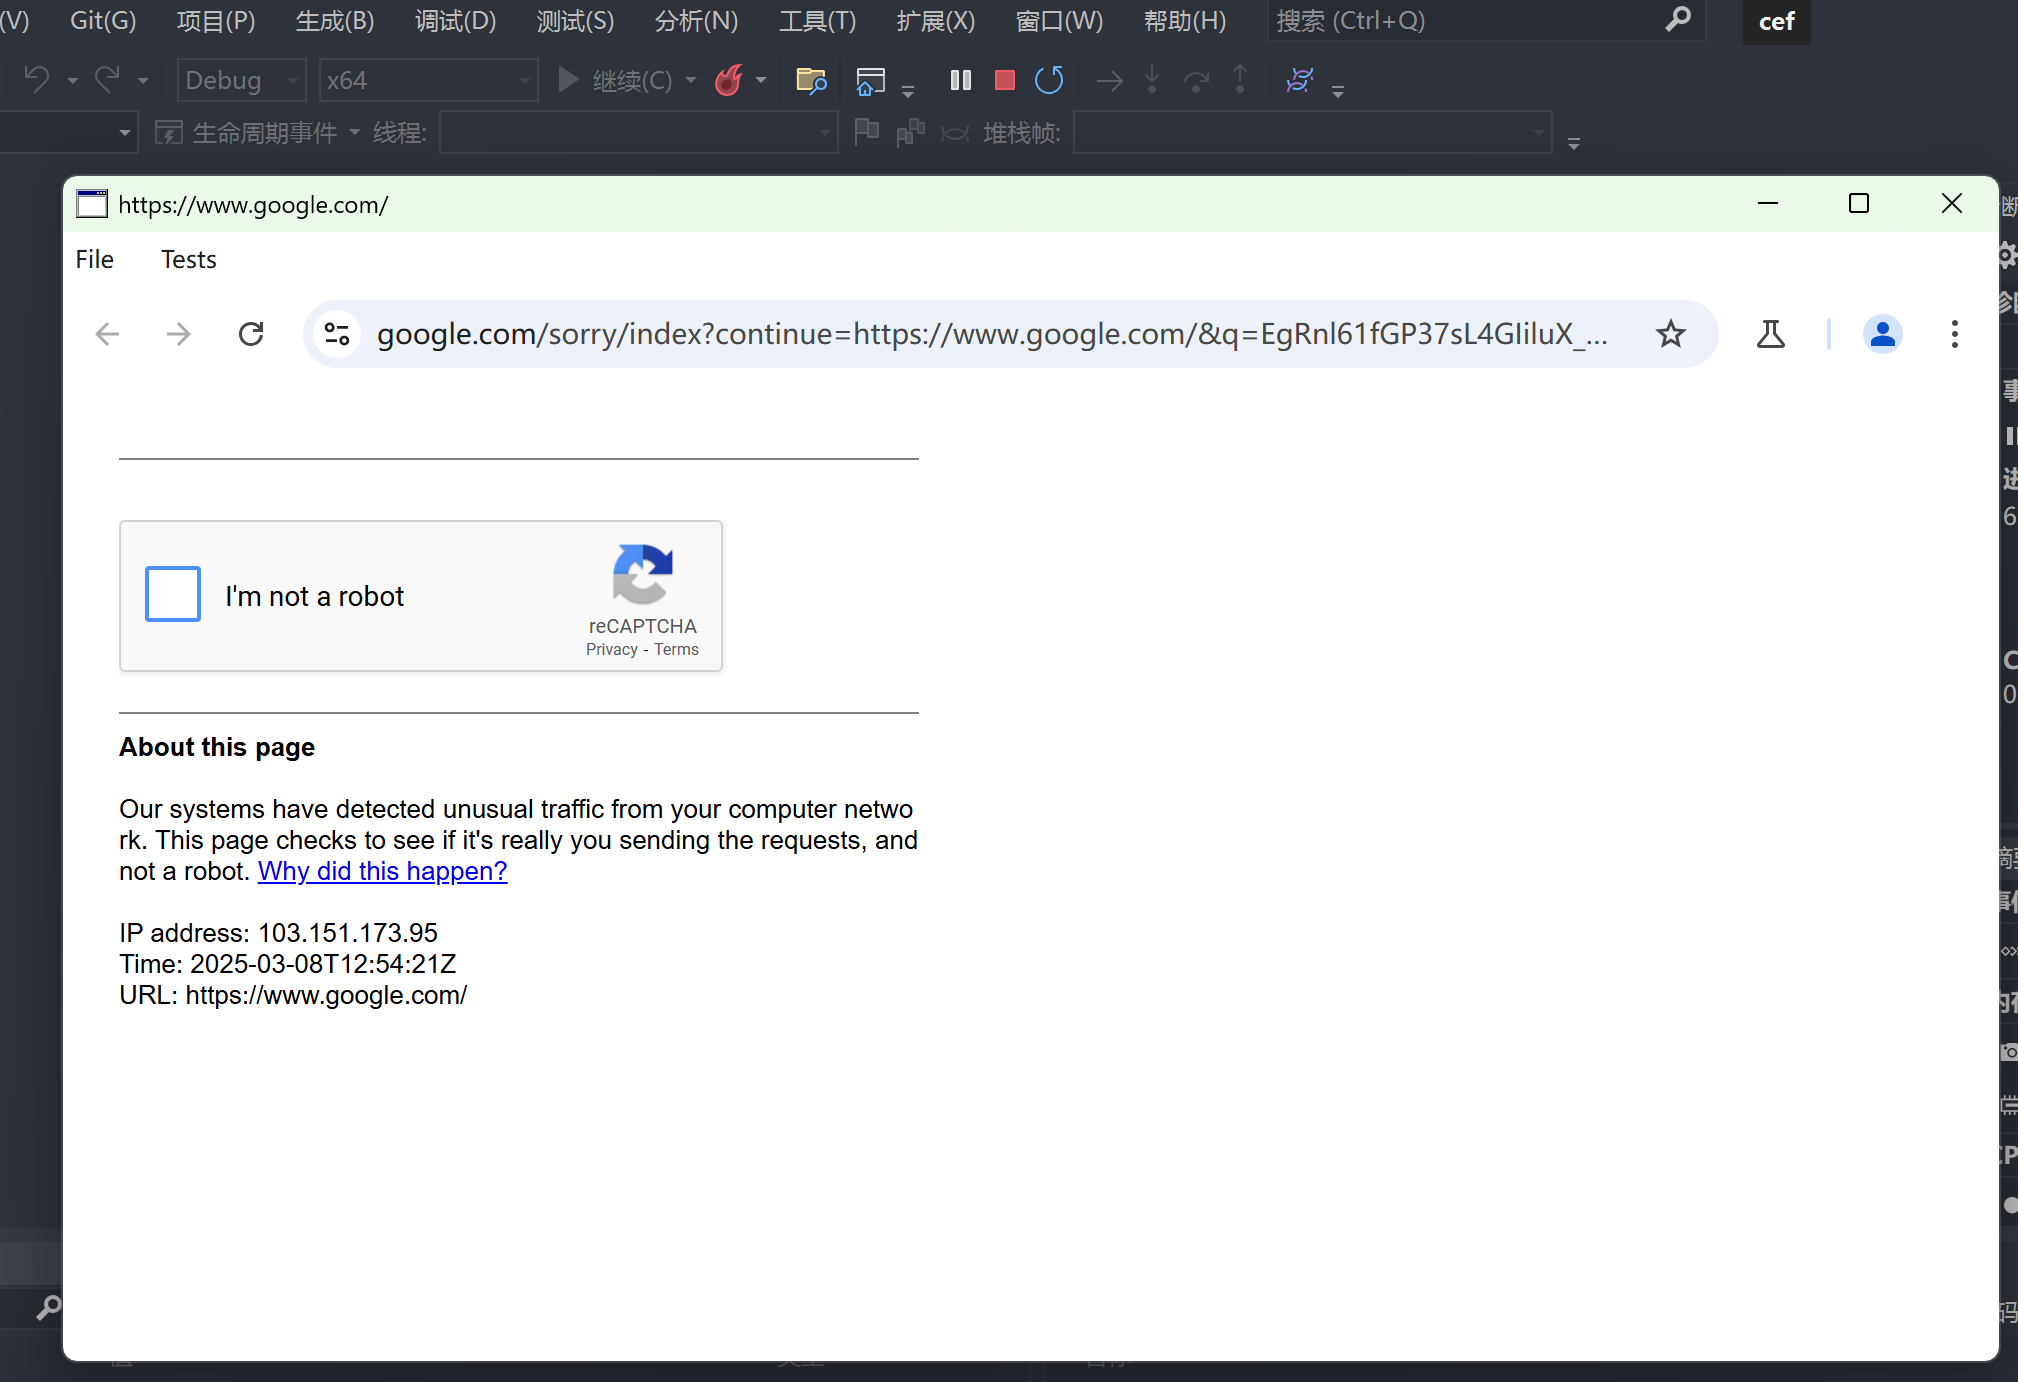 (V) Git(G) 项目(P) 生成(B) 调试(D) 测试(S) 分析(N) 工具(T) 扩展(X) 窗口(W) 帮助(H) 搜索 (Ctrl+Q) cef
Debug x64 继续(C)
生命周期事件 线程: 堆栈帧:
https://www.google.com/
File Tests
google.com/sorry/index?continue=https://www.google.com/&q=EgRnl61fGP37sL4GIiluX_...
I'm not a robot
reCAPTCHA
Privacy - Terms
About this page
Our systems have detected unusual traffic from your computer netwo
rk. This page checks to see if it's really you sending the requests, and
not a robot. Why did this happen?
IP address: 103.151.173.95
Time: 2025-03-08T12:54:21Z
URL: https://www.google.com/